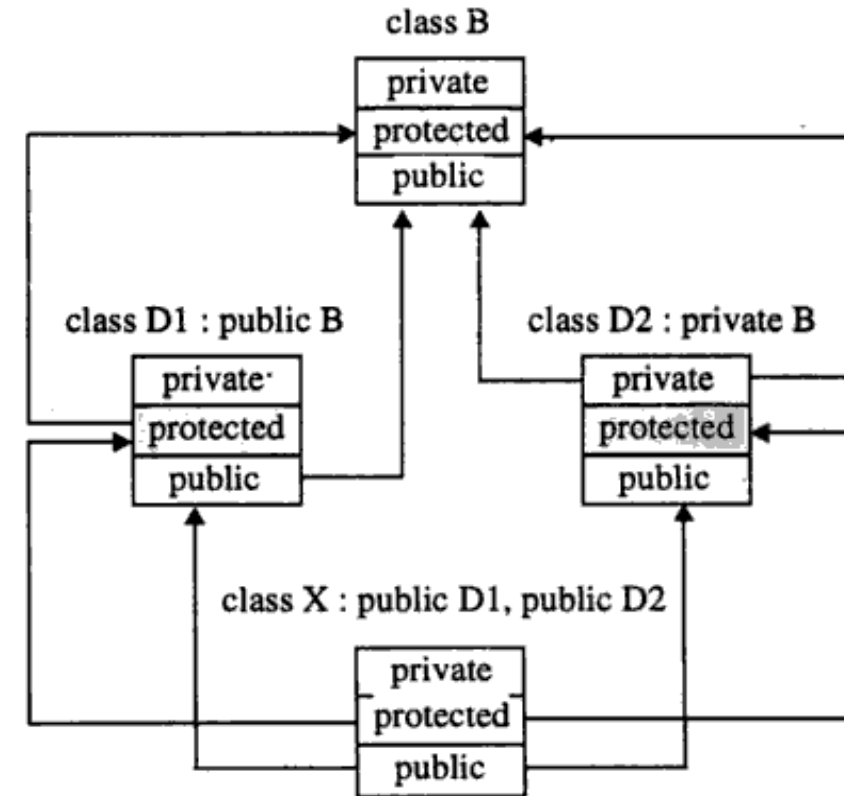 class B
private
protected
public
class D1 : public B
private
protected
public
class D2 : private B
private
protected
public
class X : public D1, public D2
private
protected
public